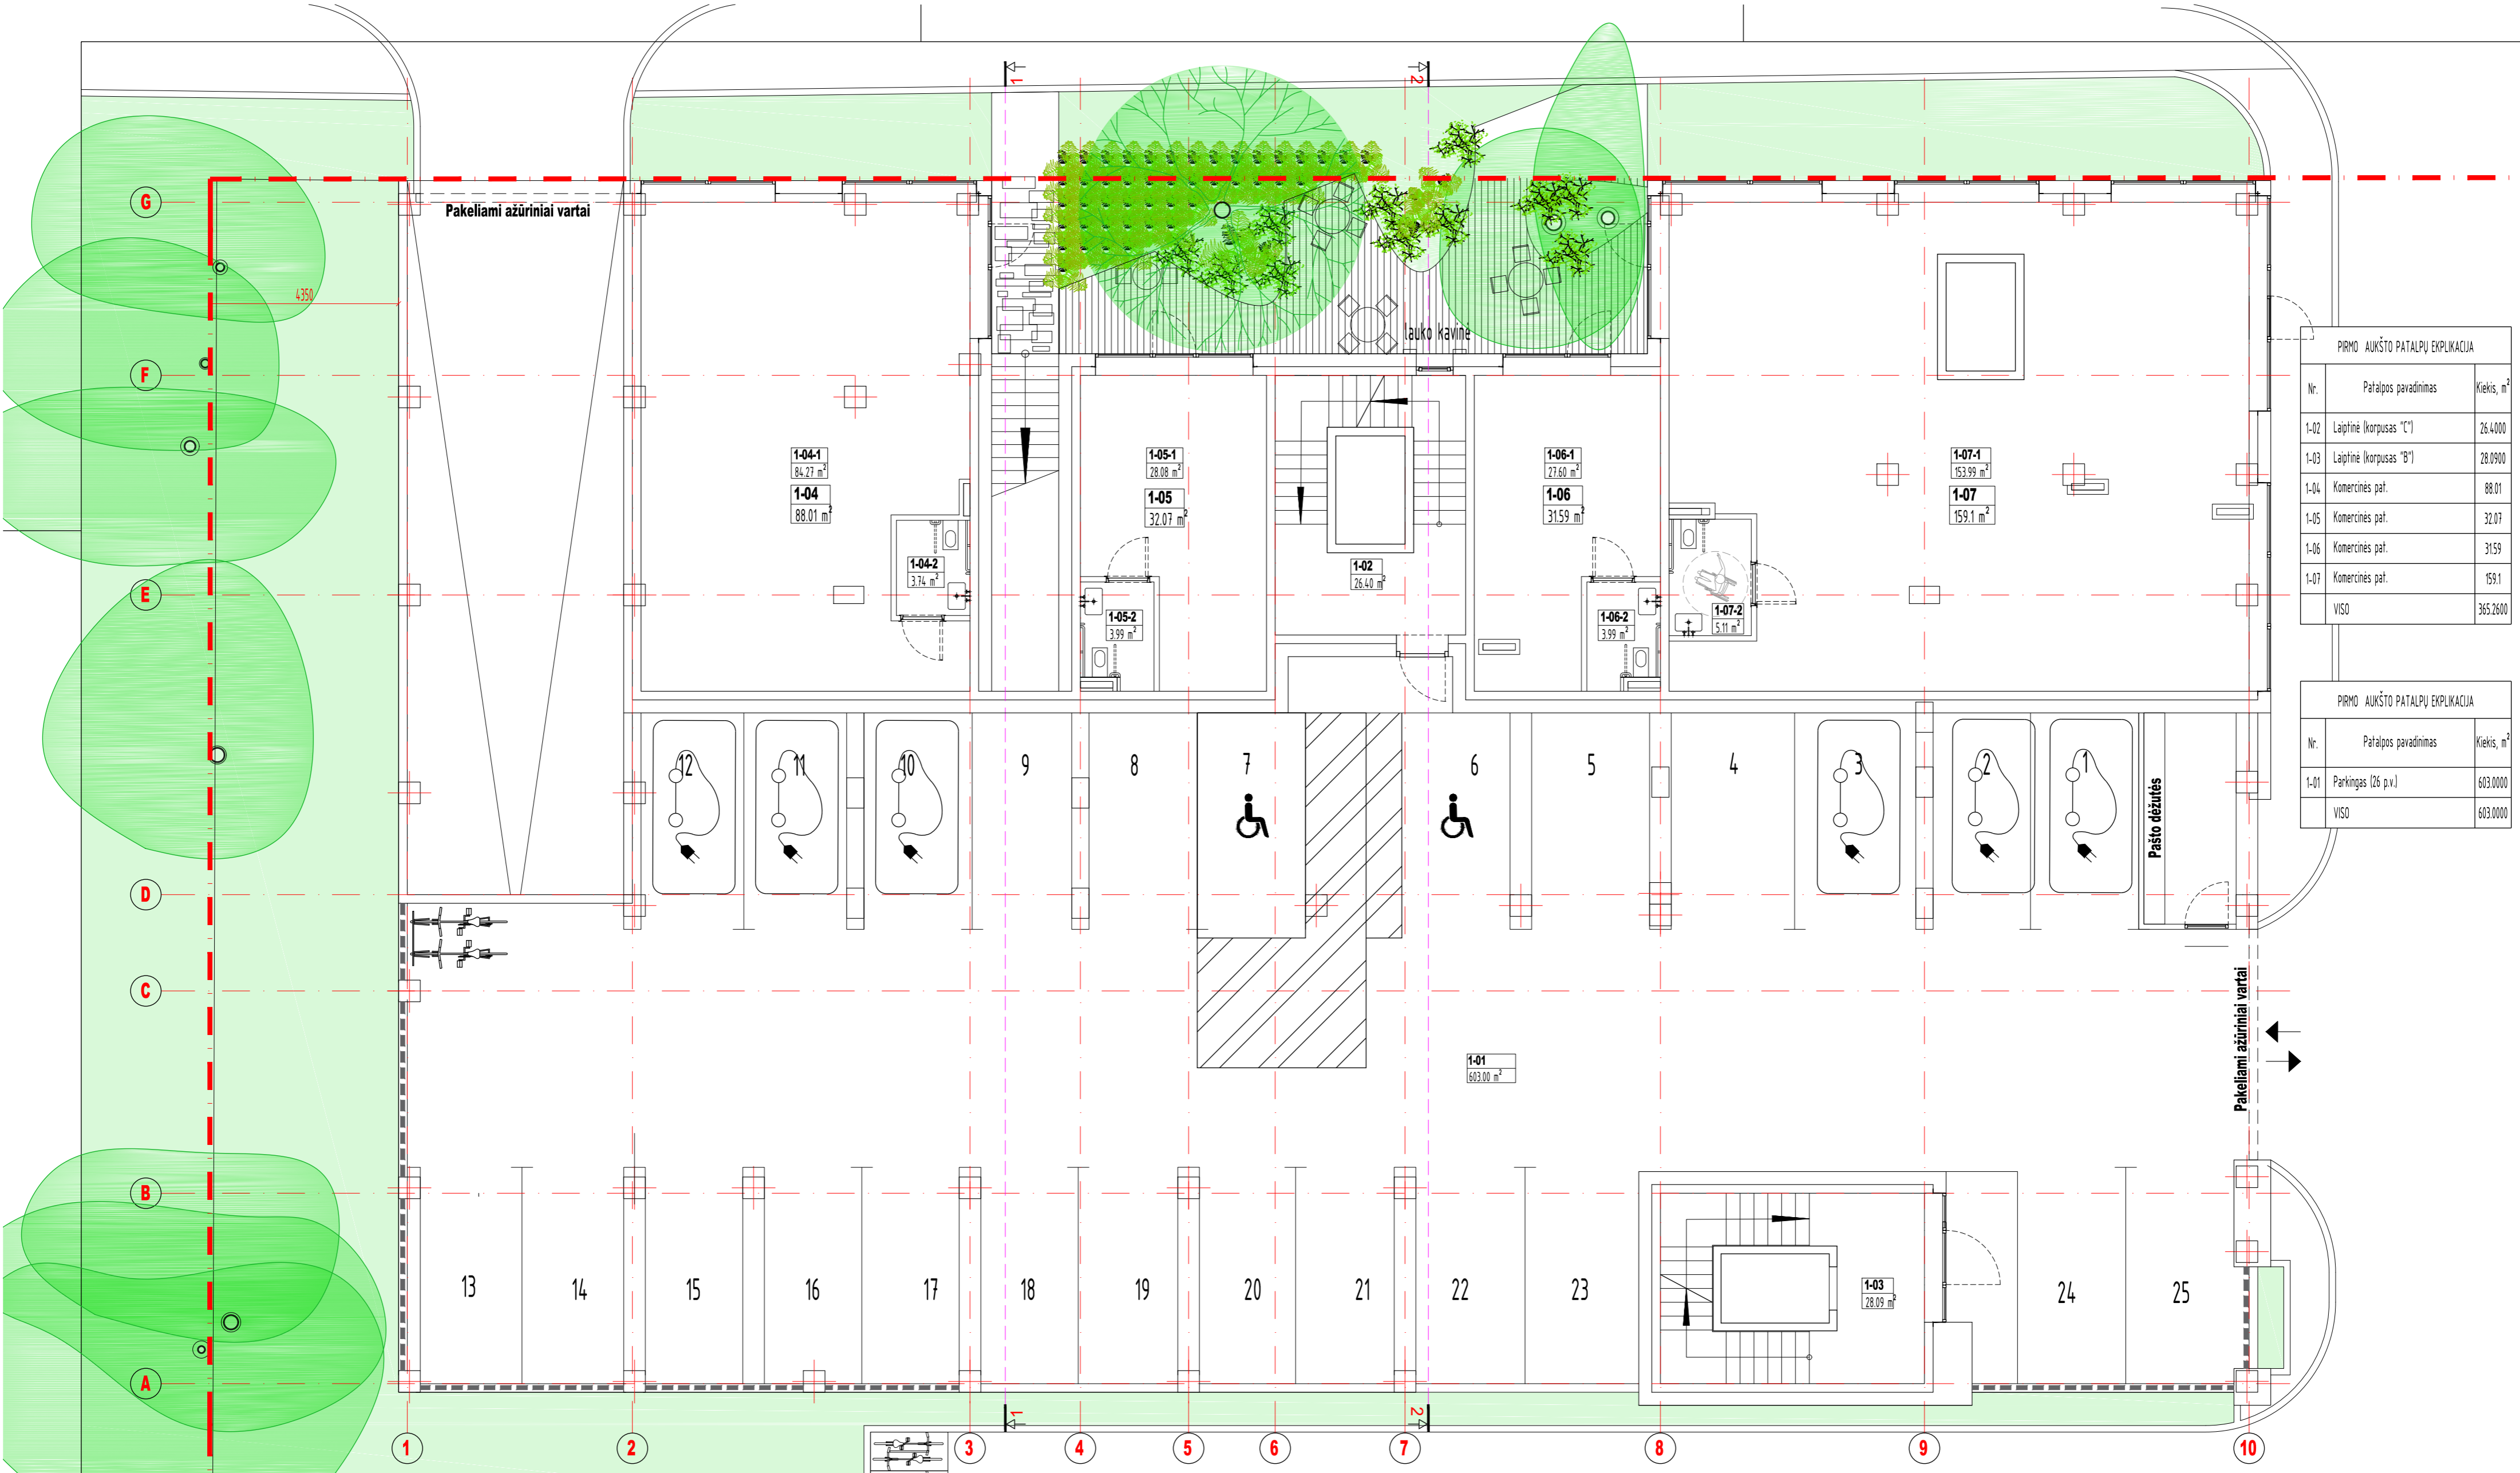 1
2
G
Pakeliami ažūriniai vartai
4350
lauko kavinė
F
PIRMO AUKŠTO PATALPŲ EKPLIKACIJA
Nr. Patalpos pavadinimas Kiekis, m²
1-02 Laiptinė (korpusas "C") 26.4000
1-03 Laiptinė (korpusas "B") 28.0900
1-04 Komercinės pat. 88.01
1-05 Komercinės pat. 32.07
1-06 Komercinės pat. 31.59
1-07 Komercinės pat. 159.1
VISO 365.2600
1-04-1
84.27 m²
1-04
88.01 m²
1-05-1
28.08 m²
1-05
32.07 m²
1-06-1
27.60 m²
1-06
31.59 m²
1-07-1
153.99 m²
1-07
159.1 m²
1-04-2
3.74 m²
1-02
26.40 m²
E
1-05-2
3.99 m²
1-06-2
3.99 m²
1-07-2
5.11 m²
PIRMO AUKŠTO PATALPŲ EKPLIKACIJA
Nr. Patalpos pavadinimas Kiekis, m²
1-01 Parkingas (26 p.v.) 603.0000
VISO 603.0000
12 11 10 9 8 7 6 5 4 3 2 1
Pašto dėžutės
D
C
Pakeliami ažūriniai vartai
1-01
603.00 m²
B
13 14 15 16 17 18 19 20 21 22 23 24 25
1-03
28.09 m²
A
1
2
1 2 3 4 5 6 7 8 9 10